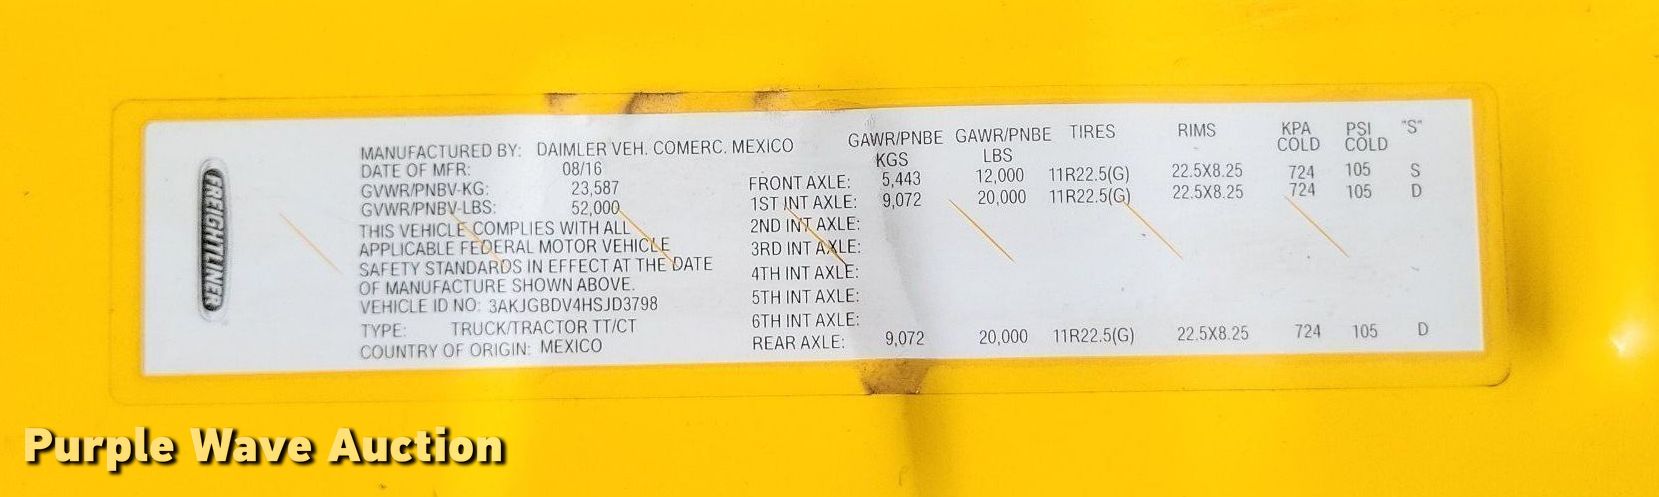 FREIGHTLINER
MANUFACTURED BY: DAIMLER VEH. COMERC. MEXICO
DATE OF MFR: 08/16
GVWR/PNBV-KG: 23,587
GVWR/PNBV-LBS: 52,000
THIS VEHICLE COMPLIES WITH ALL
APPLICABLE FEDERAL MOTOR VEHICLE
SAFETY STANDARDS IN EFFECT AT THE DATE
OF MANUFACTURE SHOWN ABOVE.
VEHICLE ID NO: 3AKJGBDV4HSJD3798
TYPE: TRUCK/TRACTOR TT/CT
COUNTRY OF ORIGIN: MEXICO
GAWR/PNBE GAWR/PNBE TIRES RIMS KPA PSI "S"
KGS LBS COLD COLD
FRONT AXLE: 5,443 12,000 11R22.5(G) 22.5X8.25 724 105 S
1ST INT AXLE: 9,072 20,000 11R22.5(G) 22.5X8.25 724 105 D
2ND INT AXLE:
3RD INT AXLE:
4TH INT AXLE:
5TH INT AXLE:
6TH INT AXLE:
REAR AXLE: 9,072 20,000 11R22.5(G) 22.5X8.25 724 105 D
Purple Wave Auction